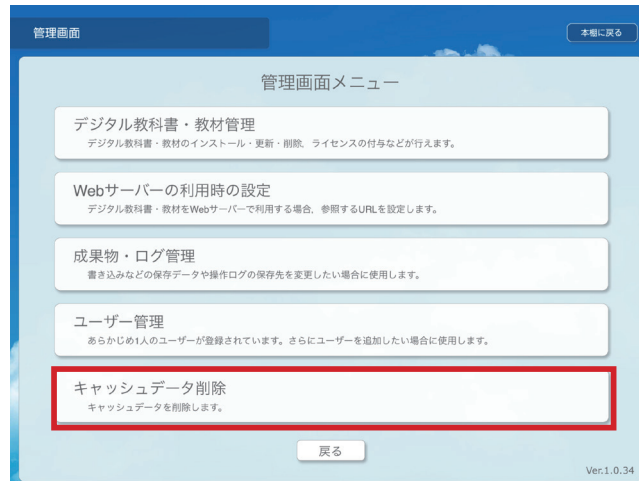 管理画面
本棚に戻る
管理画面メニュー
デジタル教科書・教材管理
デジタル教科書・教材のインストール・更新・削除、ライセンスの付与などが行えます。
Webサーバーの利用時の設定
デジタル教科書・教材をWebサーバーで利用する場合、参照するURLを設定します。
成果物・ログ管理
書き込みなどの保存データや操作ログの保存先を変更したい場合に使用します。
ユーザー管理
あらかじめ1人のユーザーが登録されています。さらにユーザーを追加したい場合に使用します。
キャッシュデータ削除
キャッシュデータを削除します。
戻る
Ver.1.0.34